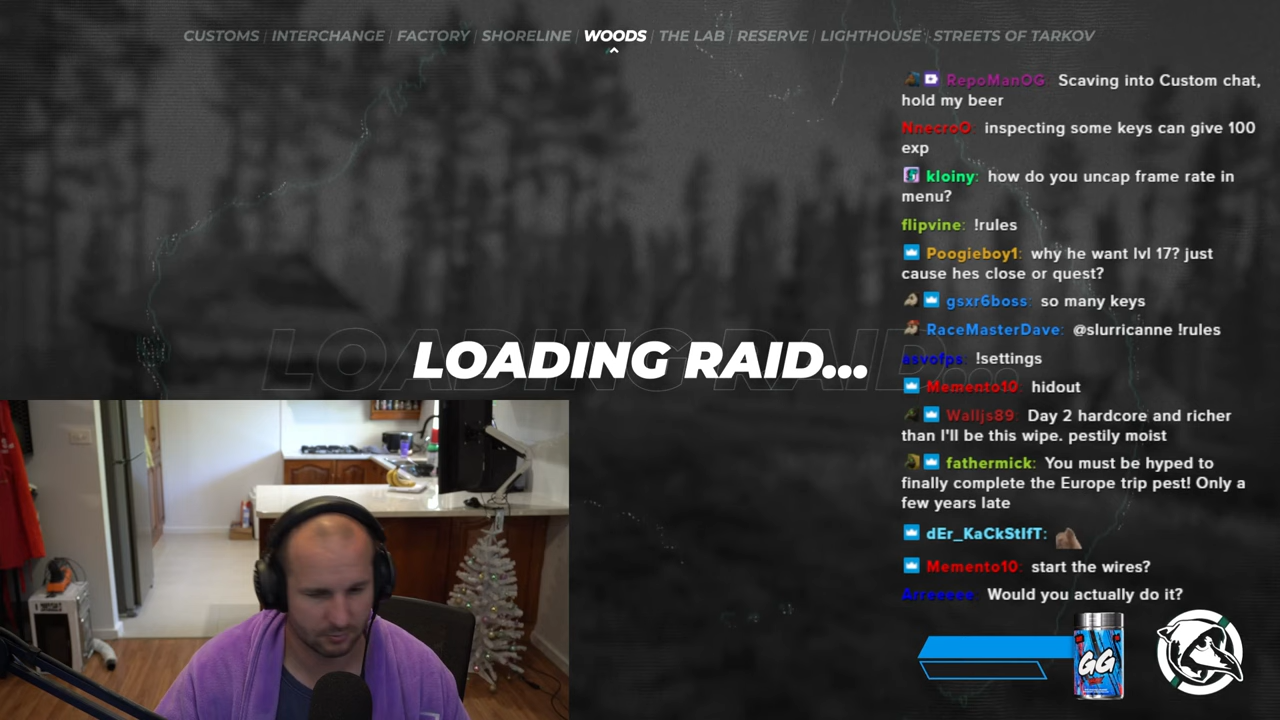 CUSTOMS | INTERCHANGE | FACTORY | SHORELINE | WOODS | THE LAB | RESERVE | LIGHTHOUSE | STREETS OF TARKOV
RepoManOG: Scaving into Custom chat,
hold my beer
NnecroO: inspecting some keys can give 100
exp
kloiny: how do you uncap frame rate in
menu?
flipvine: !rules
Poogieboy1: why he want lvl 17? just
cause hes close or quest?
gsxr6boss: so many keys
RaceMasterDave: @slurricanne !rules
asvofps: !settings
LOADING RAID...
Memento10: hidout
Walljs89: Day 2 hardcore and richer
than I'll be this wipe. pestily moist
fathermick: You must be hyped to
finally complete the Europe trip pest! Only a
few years late
dEr_KaCkStIfT:
Memento10: start the wires?
Arreeeee: Would you actually do it?
GG